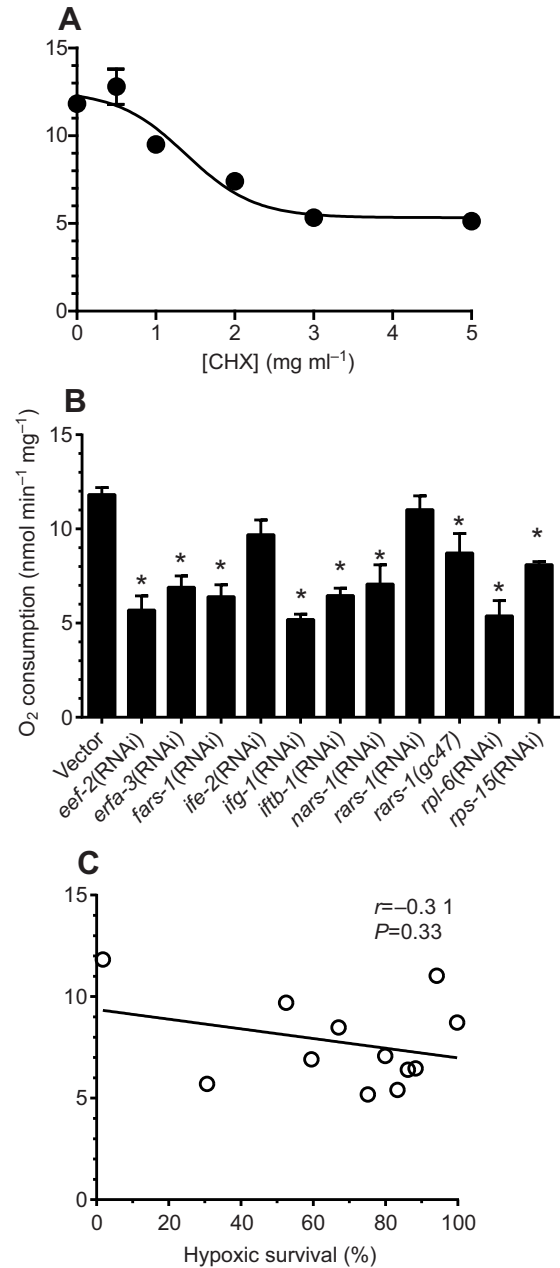 A
15
10
5
0
0 1 2 3 4 5
[CHX] (mg ml⁻¹)
B
O₂ consumption (nmol min⁻¹ mg⁻¹)
15
10
5
0
* * * * * * * * *
Vector
eef-2(RNAi)
erfa-3(RNAi)
fars-1(RNAi)
ife-2(RNAi)
ifg-1(RNAi)
iftb-1(RNAi)
nars-1(RNAi)
rars-1(RNAi)
rars-1(gc47)
rpl-6(RNAi)
rps-15(RNAi)
C
15
10
5
0
r=–0.3 1
P=0.33
0 20 40 60 80 100
Hypoxic survival (%)